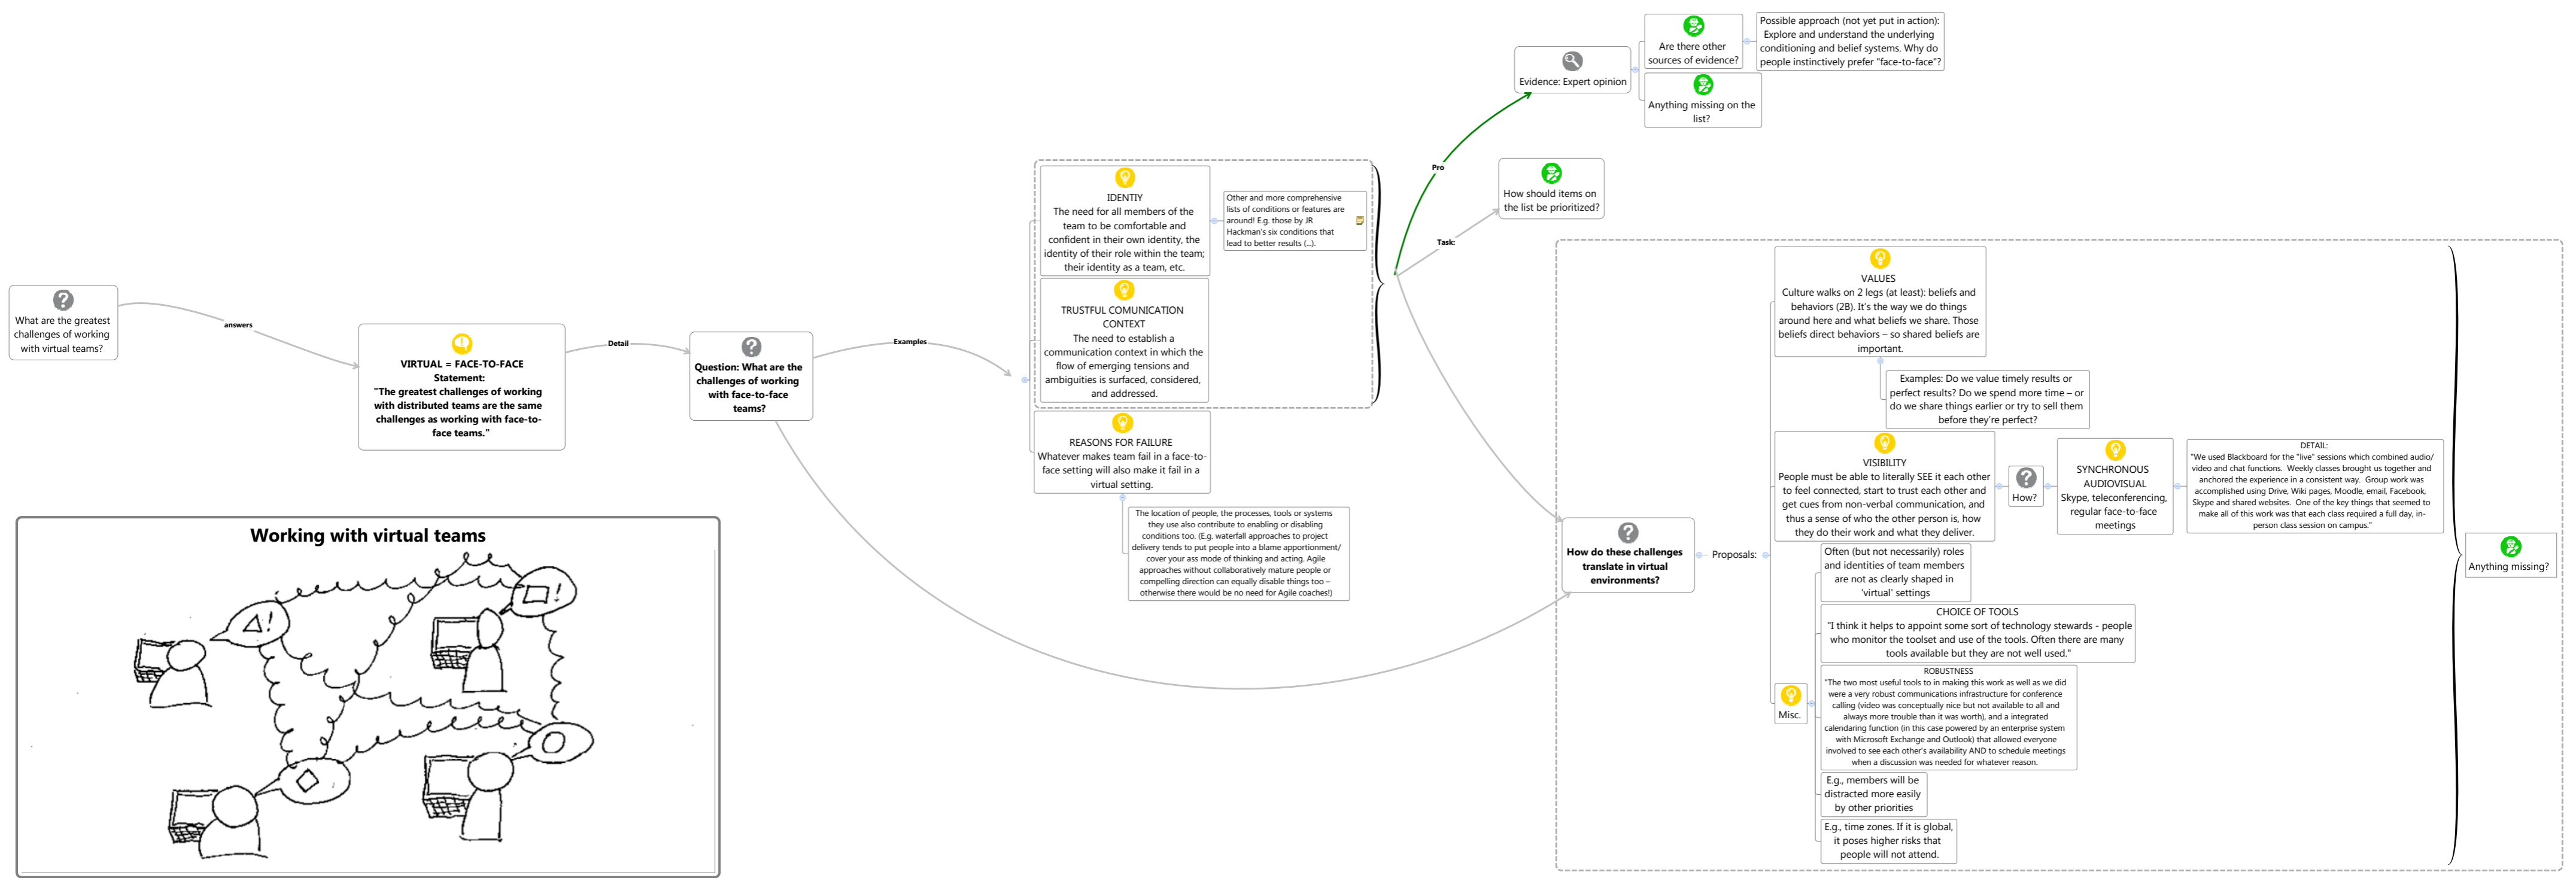 What are the greatest
challenges of working
with virtual teams?
answers
VIRTUAL = FACE-TO-FACE
Statement:
"The greatest challenges of working
with distributed teams are the same
challenges as working with face-to-
face teams."
Detail
Question: What are the
challenges of working
with face-to-face
teams?
Examples
IDENTIY
The need for all members of the
team to be comfortable and
confident in their own identity, the
identity of their role within the team;
their identity as a team, etc.
Other and more comprehensive
lists of conditions or features are
around! E.g. those by JR
Hackman's six conditions that
lead to better results (...).
TRUSTFUL COMUNICATION
CONTEXT
The need to establish a
communication context in which the
flow of emerging tensions and
ambiguities is surfaced, considered,
and addressed.
REASONS FOR FAILURE
Whatever makes team fail in a face-to-
face setting will also make it fail in a
virtual setting.
The location of people, the processes, tools or systems
they use also contribute to enabling or disabling
conditions too. (E.g. waterfall approaches to project
delivery tends to put people into a blame apportionment/
cover your ass mode of thinking and acting. Agile
approaches without collaboratively mature people or
compelling direction can equally disable things too –
otherwise there would be no need for Agile coaches!)
Pro
Evidence: Expert opinion
Are there other
sources of evidence?
Possible approach (not yet put in action):
Explore and understand the underlying
conditioning and belief systems. Why do
people instinctively prefer "face-to-face"?
Anything missing on the
list?
Task:
How should items on
the list be prioritized?
How do these challenges
translate in virtual
environments?
Proposals:
VALUES
Culture walks on 2 legs (at least): beliefs and
behaviors (2B). It's the way we do things
around here and what beliefs we share. Those
beliefs direct behaviors – so shared beliefs are
important.
Examples: Do we value timely results or
perfect results? Do we spend more time – or
do we share things earlier or try to sell them
before they're perfect?
VISIBILITY
People must be able to literally SEE it each other
to feel connected, start to trust each other and
get cues from non-verbal communication, and
thus a sense of who the other person is, how
they do their work and what they deliver.
How?
SYNCHRONOUS
AUDIOVISUAL
Skype, teleconferencing,
regular face-to-face
meetings
DETAIL:
"We used Blackboard for the "live" sessions which combined audio/
video and chat functions. Weekly classes brought us together and
anchored the experience in a consistent way. Group work was
accomplished using Drive, Wiki pages, Moodle, email, Facebook,
Skype and shared websites. One of the key things that seemed to
make all of this work was that each class required a full day, in-
person class session on campus."
Misc.
Often (but not necessarily) roles
and identities of team members
are not as clearly shaped in
'virtual' settings
CHOICE OF TOOLS
"I think it helps to appoint some sort of technology stewards - people
who monitor the toolset and use of the tools. Often there are many
tools available but they are not well used."
ROBUSTNESS
"The two most useful tools to in making this work as well as we did
were a very robust communications infrastructure for conference
calling (video was conceptually nice but not available to all and
always more trouble than it was worth), and a integrated
calendaring function (in this case powered by an enterprise system
with Microsoft Exchange and Outlook) that allowed everyone
involved to see each other's availability AND to schedule meetings
when a discussion was needed for whatever reason.
E.g., members will be
distracted more easily
by other priorities
E.g., time zones. If it is global,
it poses higher risks that
people will not attend.
Anything missing?
Working with virtual teams